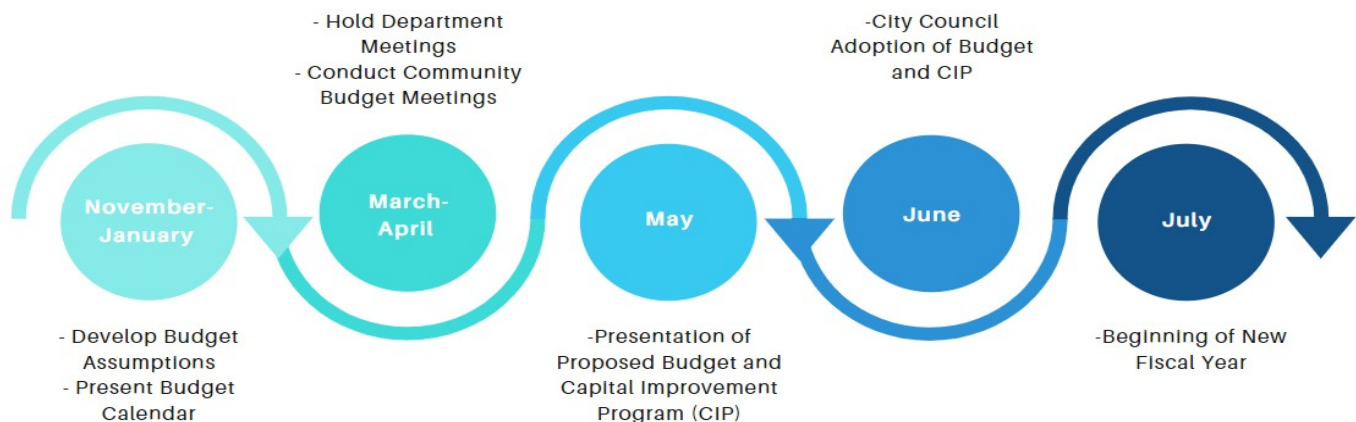 - Hold Department
Meetings
- Conduct Community
Budget Meetings
-City Council
Adoption of Budget
and CIP
November-
January
March-
April
May
June
July
- Develop Budget
Assumptions
- Present Budget
Calendar
-Presentation of
Proposed Budget and
Capital Improvement
Program (CIP)
-Beginning of New
Fiscal Year